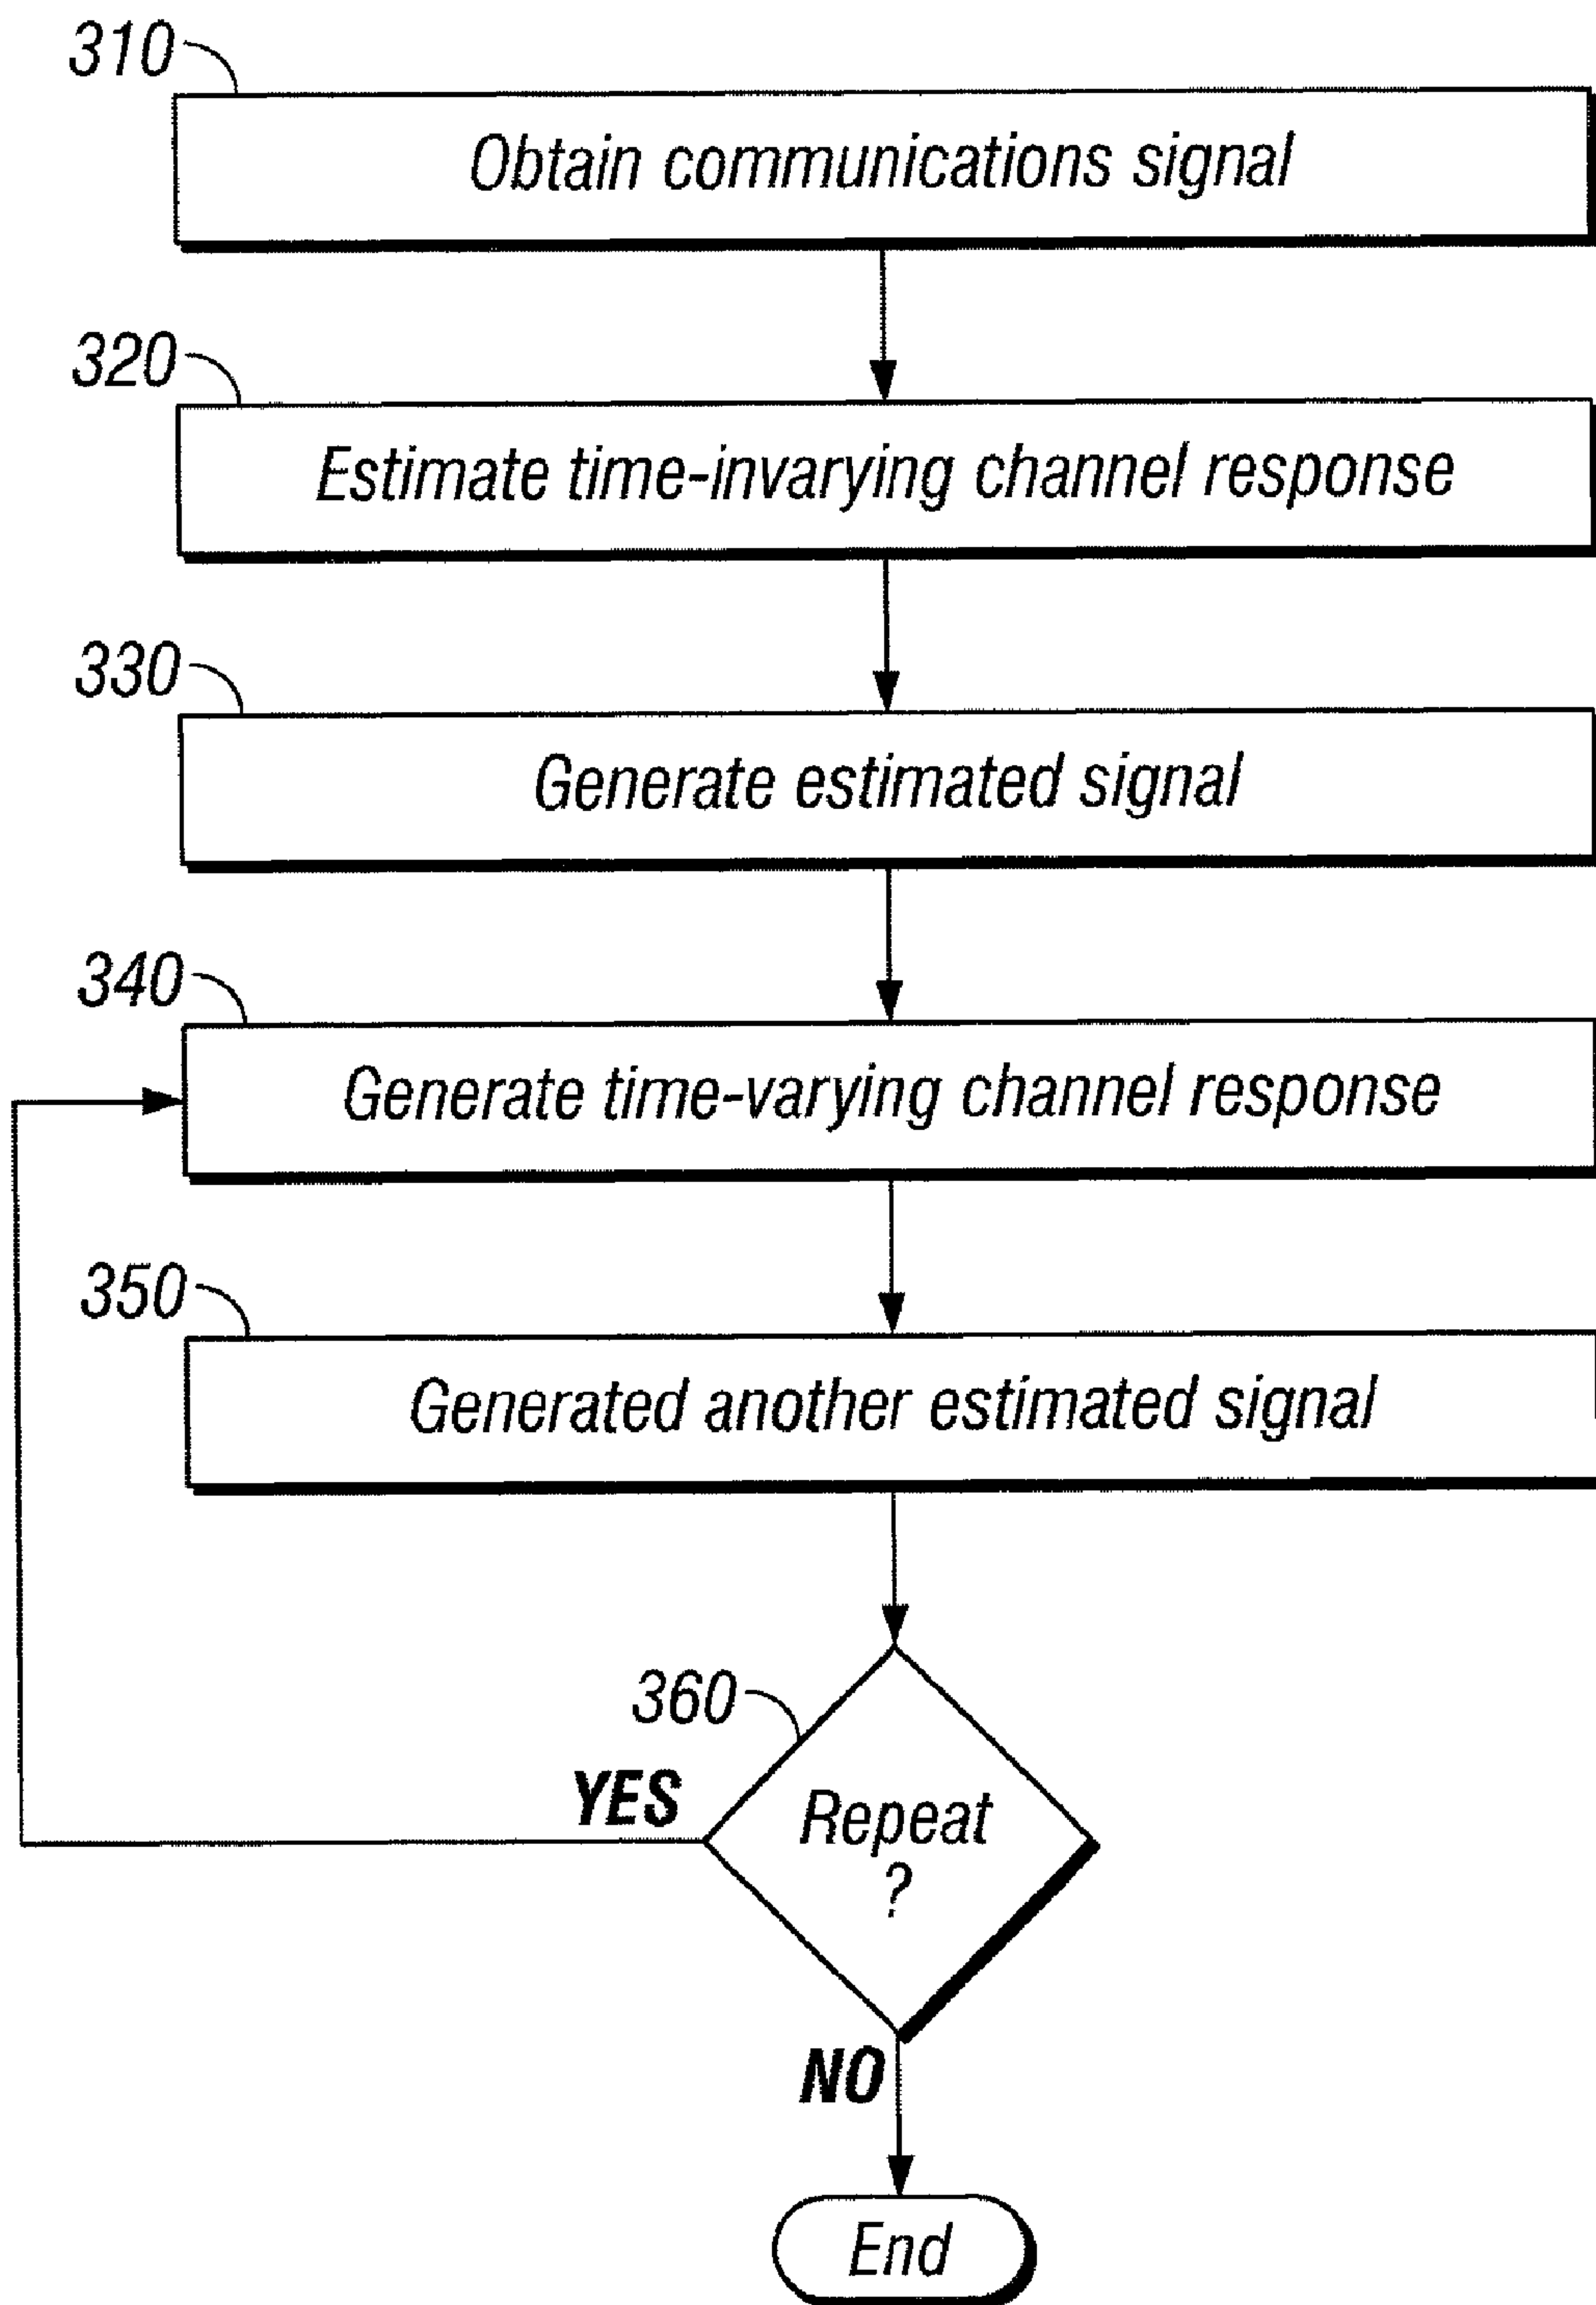 310
Obtain communications signal
320
Estimate time-invarying channel response
330
Generate estimated signal
340
Generate time-varying channel response
350
Generated another estimated signal
360
YES
Repeat
?
NO
End